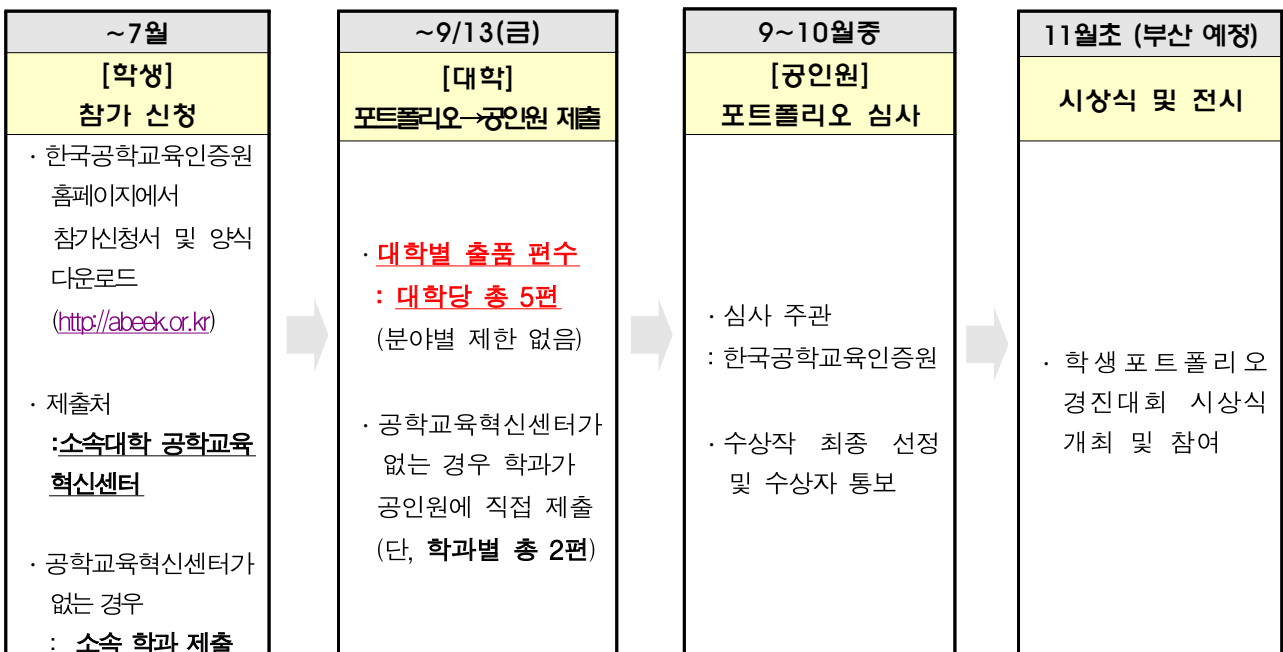 ~7월
[학생]
참가 신청
· 한국공학교육인증원
홈페이지에서
참가신청서 및 양식
다운로드
(http://abeek.or.kr)
· 제출처
:소속대학 공학교육
혁신센터
· 공학교육혁신센터가
없는 경우
: 소속 학과 제출
~9/13(금)
[대학]
포트폴리오→공인원 제출
· 대학별 출품 편수
: 대학당 총 5편
(분야별 제한 없음)
· 공학교육혁신센터가
없는 경우 학과가
공인원에 직접 제출
(단, 학과별 총 2편)
9~10월중
[공인원]
포트폴리오 심사
· 심사 주관
: 한국공학교육인증원
· 수상작 최종 선정
및 수상자 통보
11월초 (부산 예정)
시상식 및 전시
· 학생포트폴리오
경진대회 시상식
개최 및 참여